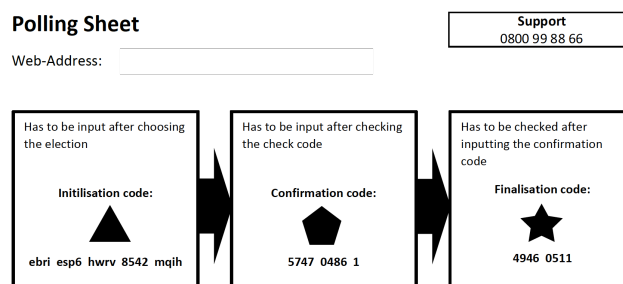 Polling Sheet
Support
0800 99 88 66
Web-Address:
Has to be input after choosing
the election
Initilisation code:
ebri esp6 hwrv 8542 mqih
Has to be input after checking
the check code
Confirmation code:
5747 0486 1
Has to be checked after
inputting the confirmation
code
Finalisation code:
4946 0511